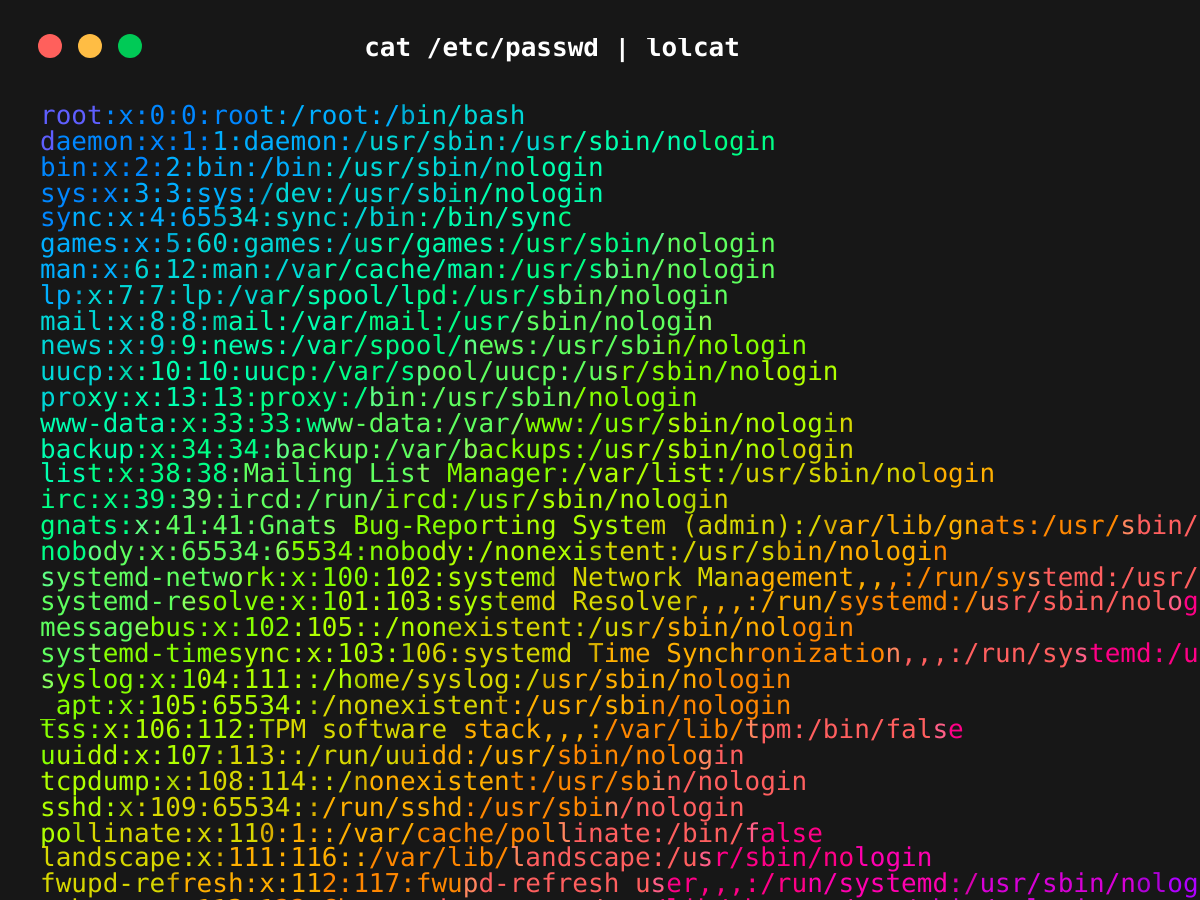 cat /etc/passwd | lolcat
root:x:0:0:root:/root:/bin/bash
daemon:x:1:1:daemon:/usr/sbin:/usr/sbin/nologin
bin:x:2:2:bin:/bin:/usr/sbin/nologin
sys:x:3:3:sys:/dev:/usr/sbin/nologin
sync:x:4:65534:sync:/bin:/bin/sync
games:x:5:60:games:/usr/games:/usr/sbin/nologin
man:x:6:12:man:/var/cache/man:/usr/sbin/nologin
lp:x:7:7:lp:/var/spool/lpd:/usr/sbin/nologin
mail:x:8:8:mail:/var/mail:/usr/sbin/nologin
news:x:9:9:news:/var/spool/news:/usr/sbin/nologin
uucp:x:10:10:uucp:/var/spool/uucp:/usr/sbin/nologin
proxy:x:13:13:proxy:/bin:/usr/sbin/nologin
www-data:x:33:33:www-data:/var/www:/usr/sbin/nologin
backup:x:34:34:backup:/var/backups:/usr/sbin/nologin
list:x:38:38:Mailing List Manager:/var/list:/usr/sbin/nologin
irc:x:39:39:ircd:/run/ircd:/usr/sbin/nologin
gnats:x:41:41:Gnats Bug-Reporting System (admin):/var/lib/gnats:/usr/sbin/
nobody:x:65534:65534:nobody:/nonexistent:/usr/sbin/nologin
systemd-network:x:100:102:systemd Network Management,,,:/run/systemd:/usr/
systemd-resolve:x:101:103:systemd Resolver,,,:/run/systemd:/usr/sbin/nolog
messagebus:x:102:105::/nonexistent:/usr/sbin/nologin
systemd-timesync:x:103:106:systemd Time Synchronization,,,:/run/systemd:/u
syslog:x:104:111::/home/syslog:/usr/sbin/nologin
_apt:x:105:65534::/nonexistent:/usr/sbin/nologin
tss:x:106:112:TPM software stack,,,:/var/lib/tpm:/bin/false
uuidd:x:107:113::/run/uuidd:/usr/sbin/nologin
tcpdump:x:108:114::/nonexistent:/usr/sbin/nologin
sshd:x:109:65534::/run/sshd:/usr/sbin/nologin
pollinate:x:110:1::/var/cache/pollinate:/bin/false
landscape:x:111:116::/var/lib/landscape:/usr/sbin/nologin
fwupd-refresh:x:112:117:fwupd-refresh user,,,:/run/systemd:/usr/sbin/nolog